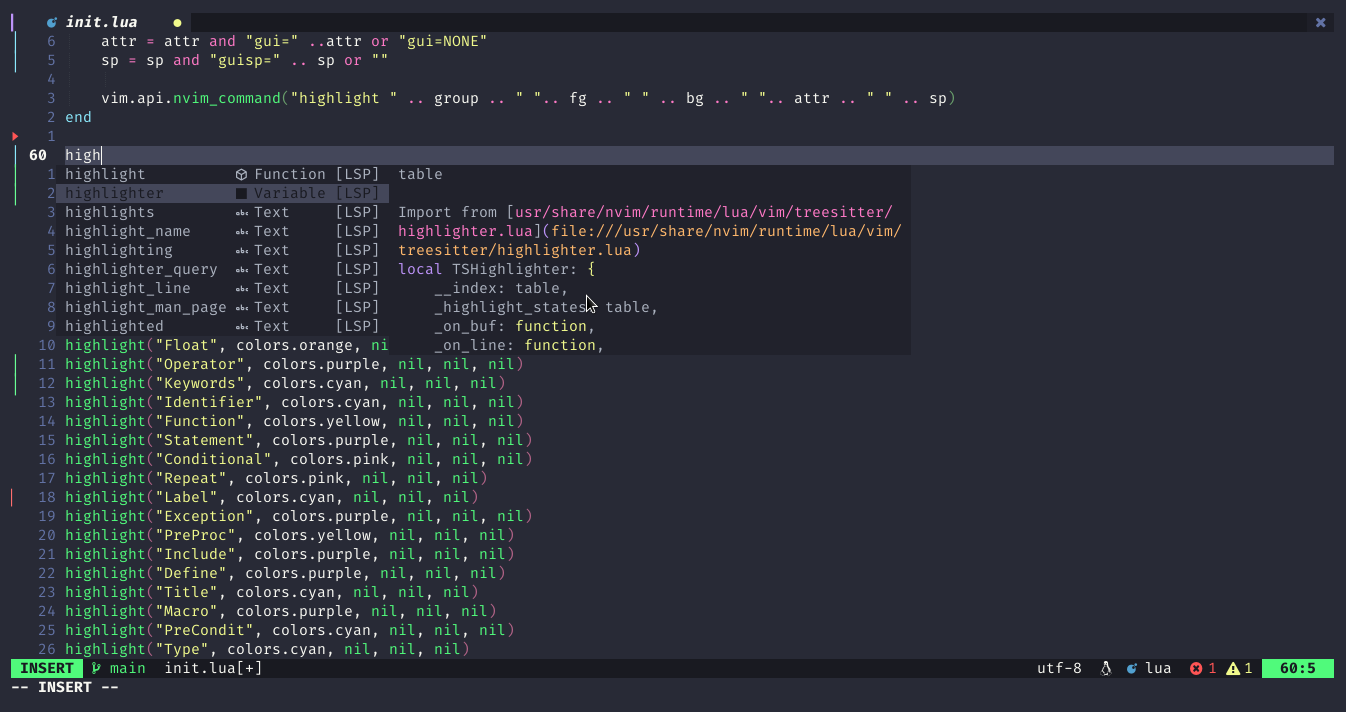 init.lua ● ✖
6 attr = attr and "gui=" ..attr or "gui=NONE"
5 sp = sp and "guisp=" .. sp or ""
4
3 vim.api.nvim_command("highlight " .. group .. " ".. fg .. " " .. bg .. " ".. attr .. " " .. sp)
2 end
1
60 high
1 highlight Function [LSP] table
2 highlighter Variable [LSP]
3 highlights abc Text [LSP] Import from [usr/share/nvim/runtime/lua/vim/treesitter/
4 highlight_name abc Text [LSP] highlighter.lua](file:///usr/share/nvim/runtime/lua/vim/
5 highlighting abc Text [LSP] treesitter/highlighter.lua)
6 highlighter_query abc Text [LSP] local TSHighlighter: {
7 highlight_line abc Text [LSP] __index: table,
8 highlight_man_page abc Text [LSP] _highlight_states table,
9 highlighted abc Text [LSP] _on_buf: function,
10 highlight("Float", colors.orange, ni _on_line: function,
11 highlight("Operator", colors.purple, nil, nil, nil)
12 highlight("Keywords", colors.cyan, nil, nil, nil)
13 highlight("Identifier", colors.cyan, nil, nil, nil)
14 highlight("Function", colors.yellow, nil, nil, nil)
15 highlight("Statement", colors.purple, nil, nil, nil)
16 highlight("Conditional", colors.pink, nil, nil, nil)
17 highlight("Repeat", colors.pink, nil, nil, nil)
18 highlight("Label", colors.cyan, nil, nil, nil)
19 highlight("Exception", colors.purple, nil, nil, nil)
20 highlight("PreProc", colors.yellow, nil, nil, nil)
21 highlight("Include", colors.purple, nil, nil, nil)
22 highlight("Define", colors.purple, nil, nil, nil)
23 highlight("Title", colors.cyan, nil, nil, nil)
24 highlight("Macro", colors.purple, nil, nil, nil)
25 highlight("PreCondit", colors.cyan, nil, nil, nil)
26 highlight("Type", colors.cyan, nil, nil, nil)
INSERT main init.lua[+] utf-8 lua 1 1 60:5
-- INSERT --